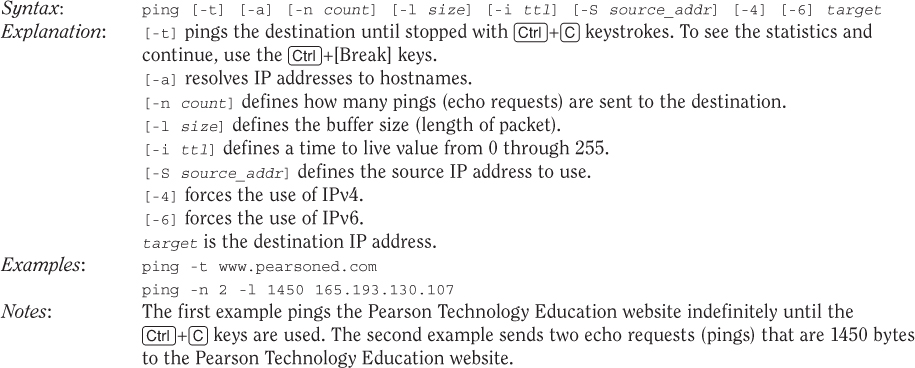 Syntax: ping [-t] [-a] [-n count] [-l size] [-i ttl] [-S source_addr] [-4] [-6] target
Explanation: [-t] pings the destination until stopped with Ctrl+C keystrokes. To see the statistics and
continue, use the Ctrl+[Break] keys.
[-a] resolves IP addresses to hostnames.
[-n count] defines how many pings (echo requests) are sent to the destination.
[-l size] defines the buffer size (length of packet).
[-i ttl] defines a time to live value from 0 through 255.
[-S source_addr] defines the source IP address to use.
[-4] forces the use of IPv4.
[-6] forces the use of IPv6.
target is the destination IP address.
Examples: ping -t www.pearsoned.com
ping -n 2 -l 1450 165.193.130.107
Notes: The first example pings the Pearson Technology Education website indefinitely until the
Ctrl+C keys are used. The second example sends two echo requests (pings) that are 1450 bytes
to the Pearson Technology Education website.